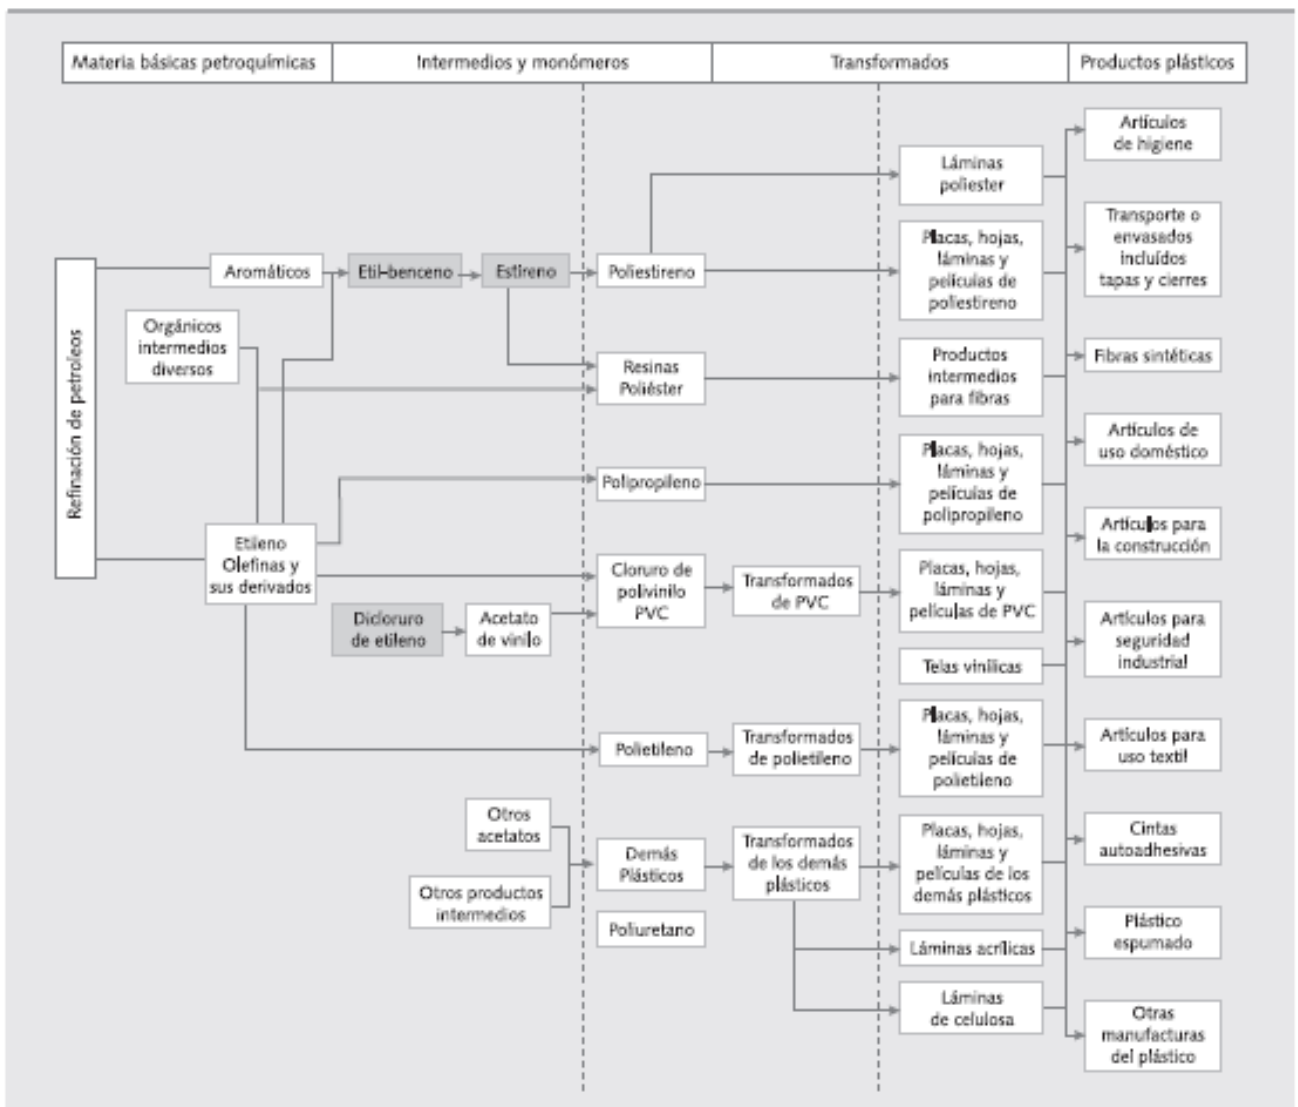 Materia básicas petroquímicas
Intermedios y monómeros
Transformados
Productos plásticos
Refinación de petroleos
Aromáticos
Orgánicos
intermedios
diversos
Etileno
Olefinas y
sus derivados
Etil-benceno
Estireno
Dicloruro
de etileno
Acetato
de vinilo
Otros
acetatos
Otros productos
intermedios
Poliestireno
Resinas
Poliéster
Polipropileno
Cloruro de
polivinilo
PVC
Polietileno
Demás
Plásticos
Poliuretano
Transformados
de PVC
Transformados
de polietileno
Transformados
de los demás
plásticos
Láminas
poliester
Placas, hojas,
láminas y
películas de
poliestireno
Productos
intermedios
para fibras
Placas, hojas,
láminas y
películas de
polipropileno
Placas, hojas,
láminas y
películas de PVC
Telas vinílicas
Placas, hojas,
láminas y
películas de
polietileno
Placas, hojas,
láminas y
películas de los
demás plásticos
Láminas acrílicas
Láminas
de celulosa
Artículos
de higiene
Transporte o
envasados
incluídos
tapas y cierres
Fibras sintéticas
Artículos de
uso doméstico
Artículos para
la construcción
Artículos para
seguridad
industrial
Artículos para
uso textil
Cintas
autoadhesivas
Plástico
espumado
Otras
manufacturas
del plástico